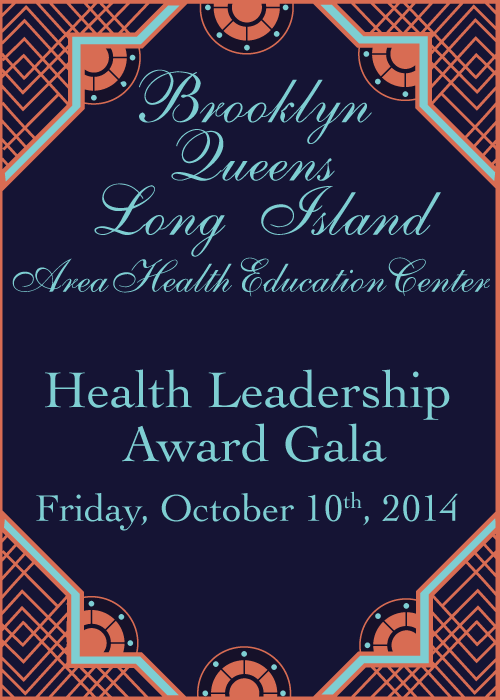 Brooklyn
Queens
Long Island
Area Health Education Center
Health Leadership
Award Gala
Friday, October 10th, 2014